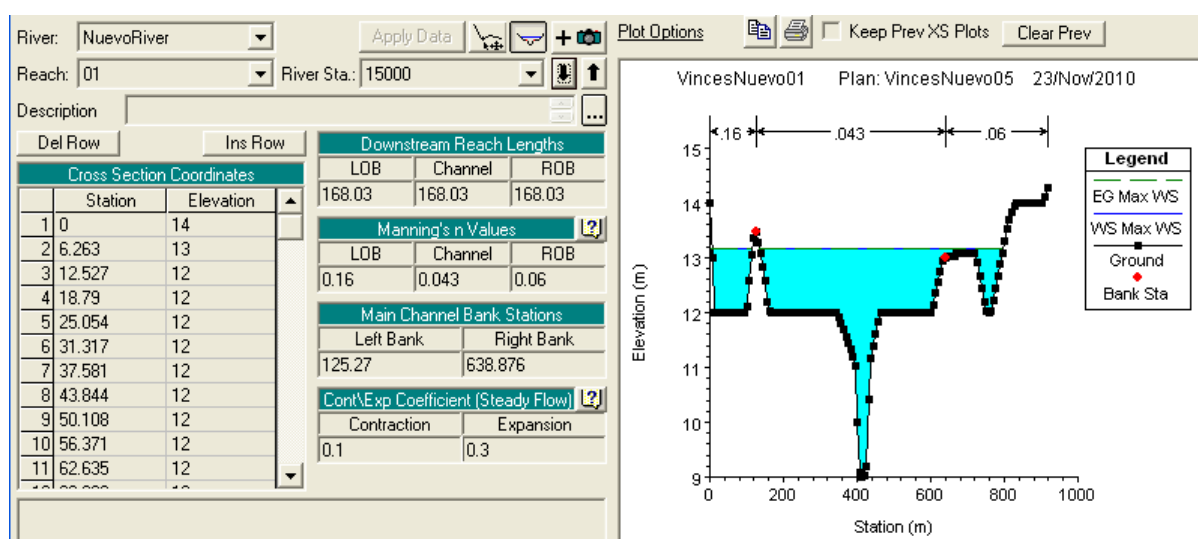 River: NuevoRiver Apply Data
Reach: 01 River Sta.: 15000
Description ...
Del Row Ins Row
Cross Section Coordinates
Station Elevation
1 0 14
2 6.263 13
3 12.527 12
4 18.79 12
5 25.054 12
6 31.317 12
7 37.581 12
8 43.844 12
9 50.108 12
10 56.371 12
11 62.635 12
Downstream Reach Lengths
LOB Channel ROB
168.03 168.03 168.03
Manning's n Values
LOB Channel ROB
0.16 0.043 0.06
Main Channel Bank Stations
Left Bank Right Bank
125.27 638.876
Cont\Exp Coefficient (Steady Flow)
Contraction Expansion
0.1 0.3
Plot Options Keep Prev XS Plots Clear Prev
VincesNuevo01 Plan: VincesNuevo05 23/Nov/2010
.16 .043 .06
15
14
13
12
11
10
9
0 200 400 600 800 1000
Elevation (m)
Station (m)
Legend
EG Max WS
WS Max WS
Ground
Bank Sta